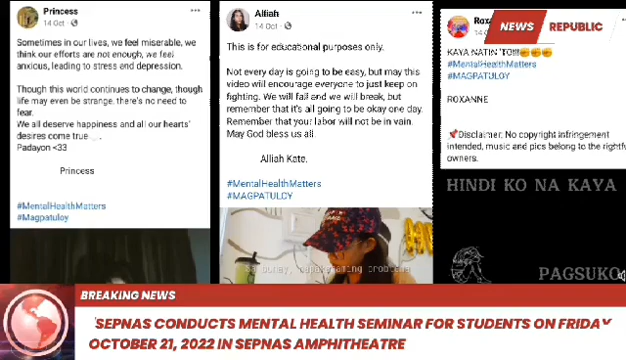 Princess
14 Oct
Sometimes in our lives, we feel miserable, we
think our efforts are not enough, we feel
anxious, leading to stress and depression.
Though this world continues to change, though
life may even be strange, there's no need to
fear.
We all deserve happiness and all our hearts'
desires come true
Padayon <33
Princess
#MentalHealthMatters
#Magpatuloy
Alliah
14 Oct
This is for educational purposes only.
Not every day is going to be easy, but may this
video will encourage everyone to just keep on
fighting. We will fail and we will break, but
remember that it's all going to be okay one day.
Remember that your labor will not be in vain.
May God bless us all.
Alliah Kate.
#MentalHealthMatters
#MAGPATULOY
NEWS REPUBLIC
KAYA NATIN 'TO!!✊✊✊✊
#MentalHealthMatters
#MAGPATULOY
ROXANNE
📌Disclaimer: No copyright infringement
intended, music and pics belong to the rightfu
owners.
HINDI KO NA KAYA
PAGSUKO
BREAKING NEWS
SEPNAS CONDUCTS MENTAL HEALTH SEMINAR FOR STUDENTS ON FRIDAY
OCTOBER 21, 2022 IN SEPNAS AMPHITHEATRE